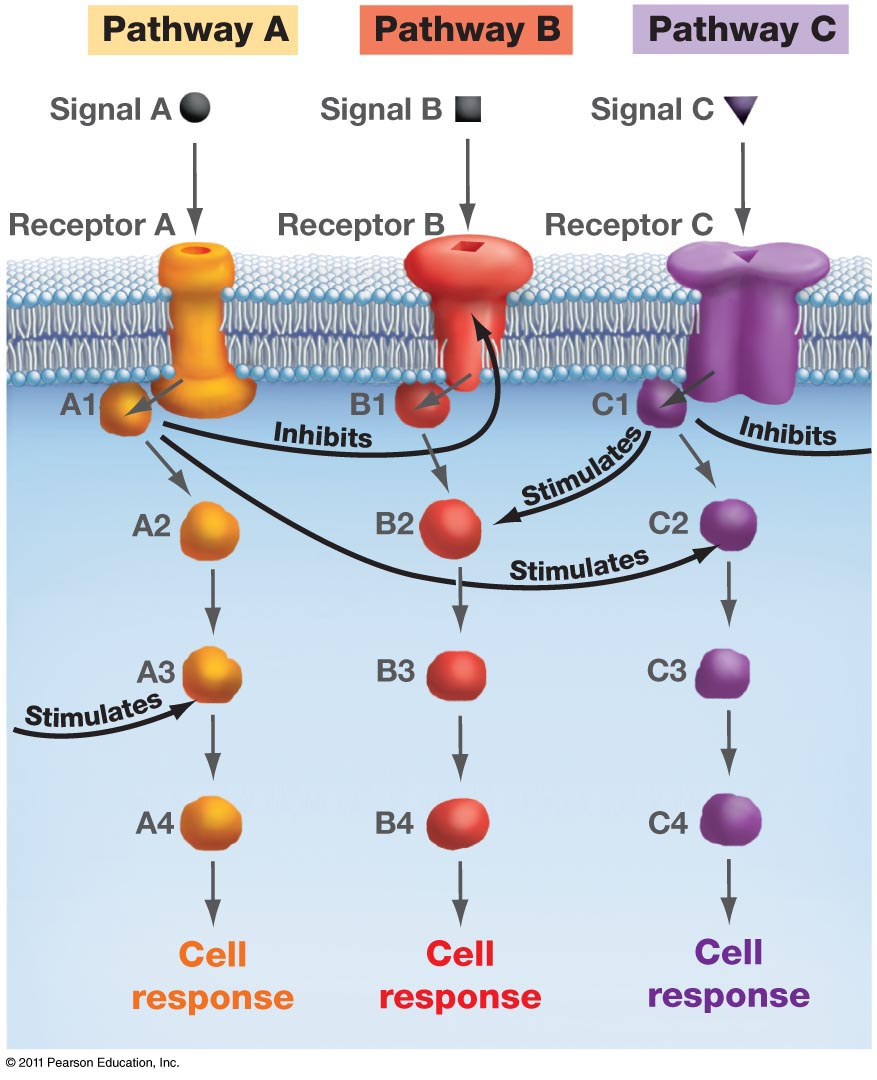 Pathway A
Pathway B
Pathway C
Signal A
Signal B
Signal C
Receptor A
Receptor B
Receptor C
A1
B1
C1
Inhibits
Stimulates
Inhibits
A2
B2
C2
Stimulates
A3
B3
C3
Stimulates
A4
B4
C4
Cell
response
Cell
response
Cell
response
© 2011 Pearson Education, Inc.